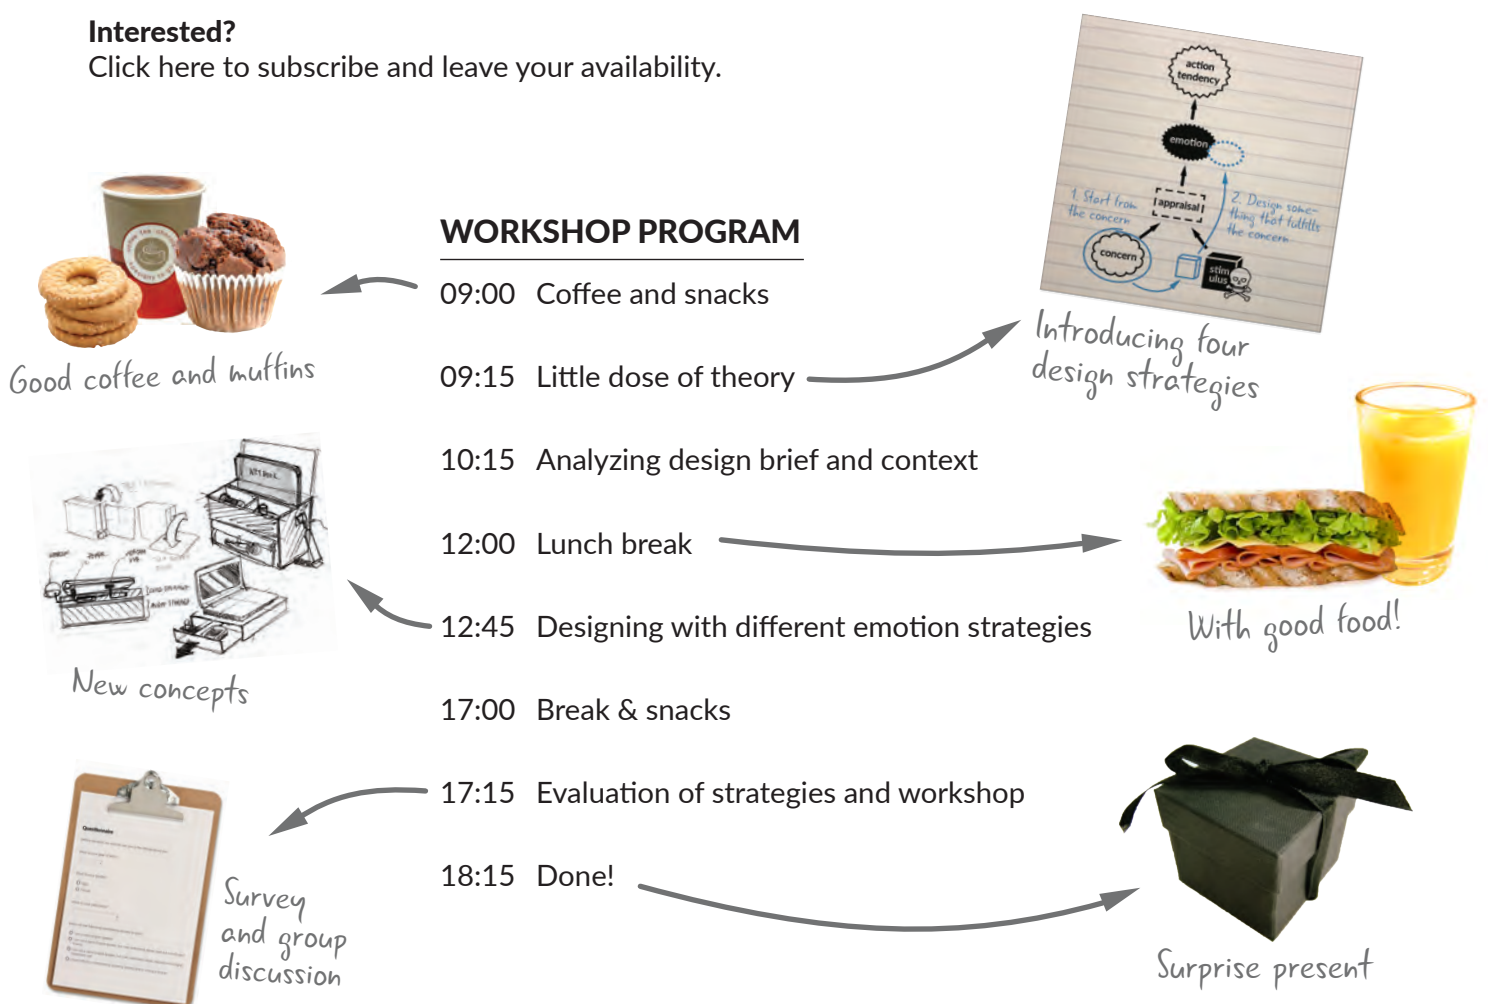 Interested?
Click here to subscribe and leave your availability.
action
tendency
emotion
appraisal
1. Start from
the concern
2. Design some-
thing that fulfills
the concern
concern
stim
ulus
Introducing four
design strategies
WORKSHOP PROGRAM
09:00 Coffee and snacks
Good coffee and muffins
09:15 Little dose of theory
10:15 Analyzing design brief and context
12:00 Lunch break
With good food!
12:45 Designing with different emotion strategies
New concepts
17:00 Break & snacks
17:15 Evaluation of strategies and workshop
Questionnaire
Survey
and group
discussion
18:15 Done!
Surprise present